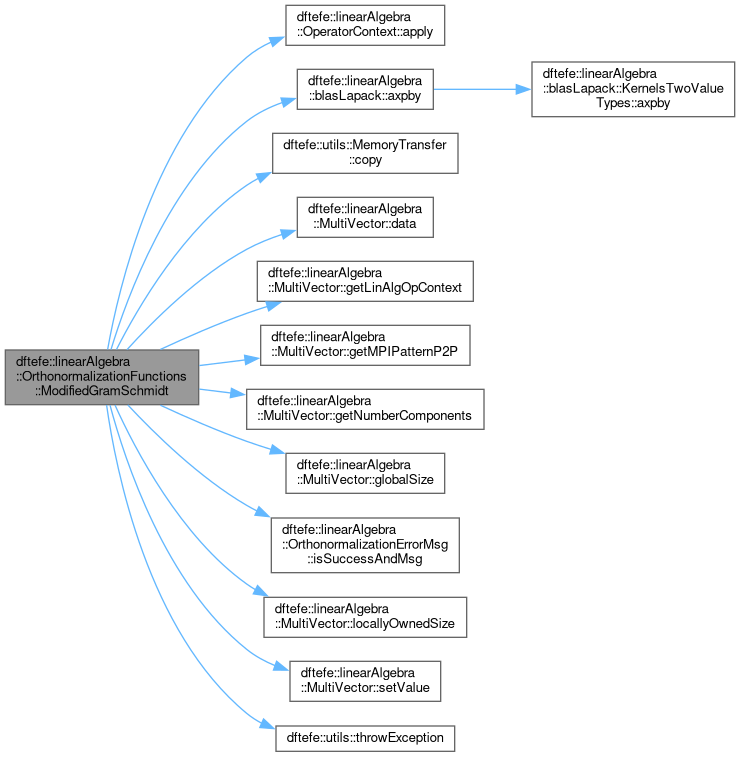 dftefe::linearAlgebra
::OrthonormalizationFunctions
::ModifiedGramSchmidt
dftefe::linearAlgebra
::OperatorContext::apply
dftefe::linearAlgebra
::blasLapack::axpby
dftefe::linearAlgebra
::blasLapack::KernelsTwoValue
Types::axpby
dftefe::utils::MemoryTransfer
::copy
dftefe::linearAlgebra
::MultiVector::data
dftefe::linearAlgebra
::MultiVector::getLinAlgOpContext
dftefe::linearAlgebra
::MultiVector::getMPIPatternP2P
dftefe::linearAlgebra
::MultiVector::getNumberComponents
dftefe::linearAlgebra
::MultiVector::globalSize
dftefe::linearAlgebra
::OrthonormalizationErrorMsg
::isSuccessAndMsg
dftefe::linearAlgebra
::MultiVector::locallyOwnedSize
dftefe::linearAlgebra
::MultiVector::setValue
dftefe::utils::throwException